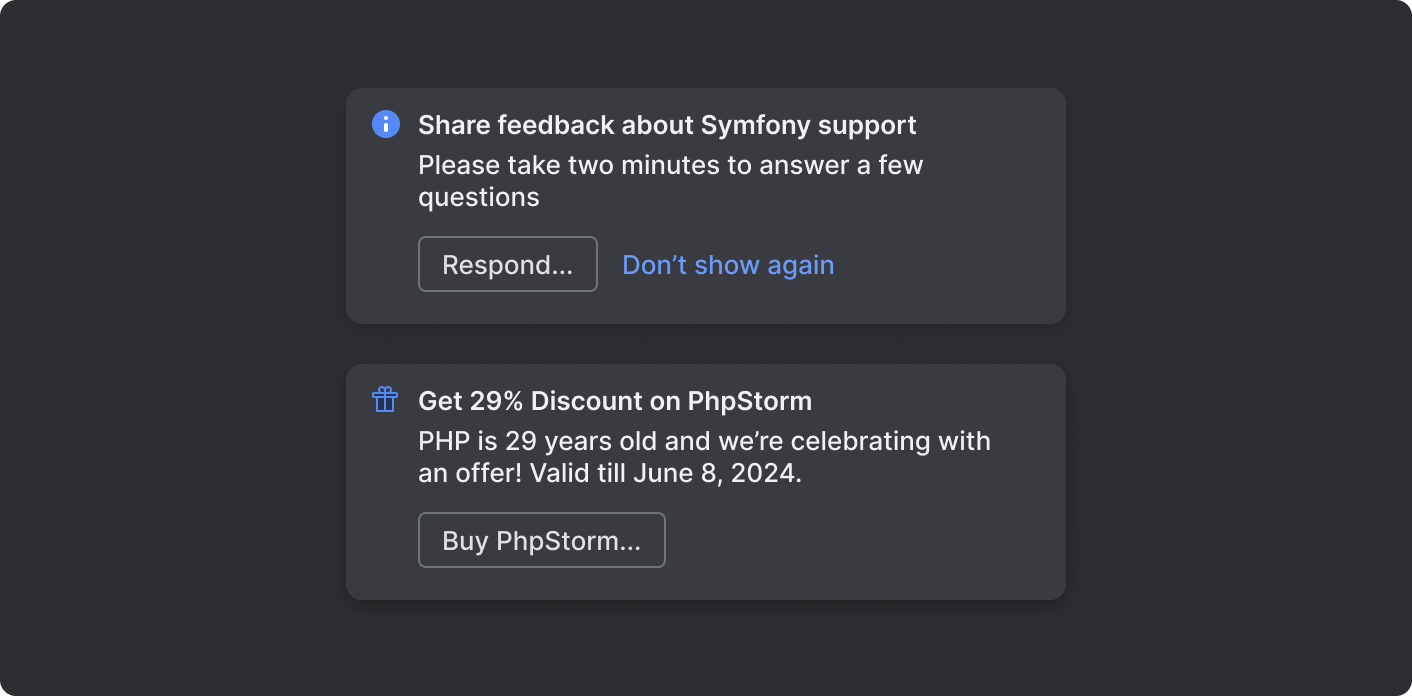 Share feedback about Symfony support
Please take two minutes to answer a few
questions
Respond...
Don’t show again
Get 29% Discount on PhpStorm
PHP is 29 years old and we’re celebrating with
an offer! Valid till June 8, 2024.
Buy PhpStorm...